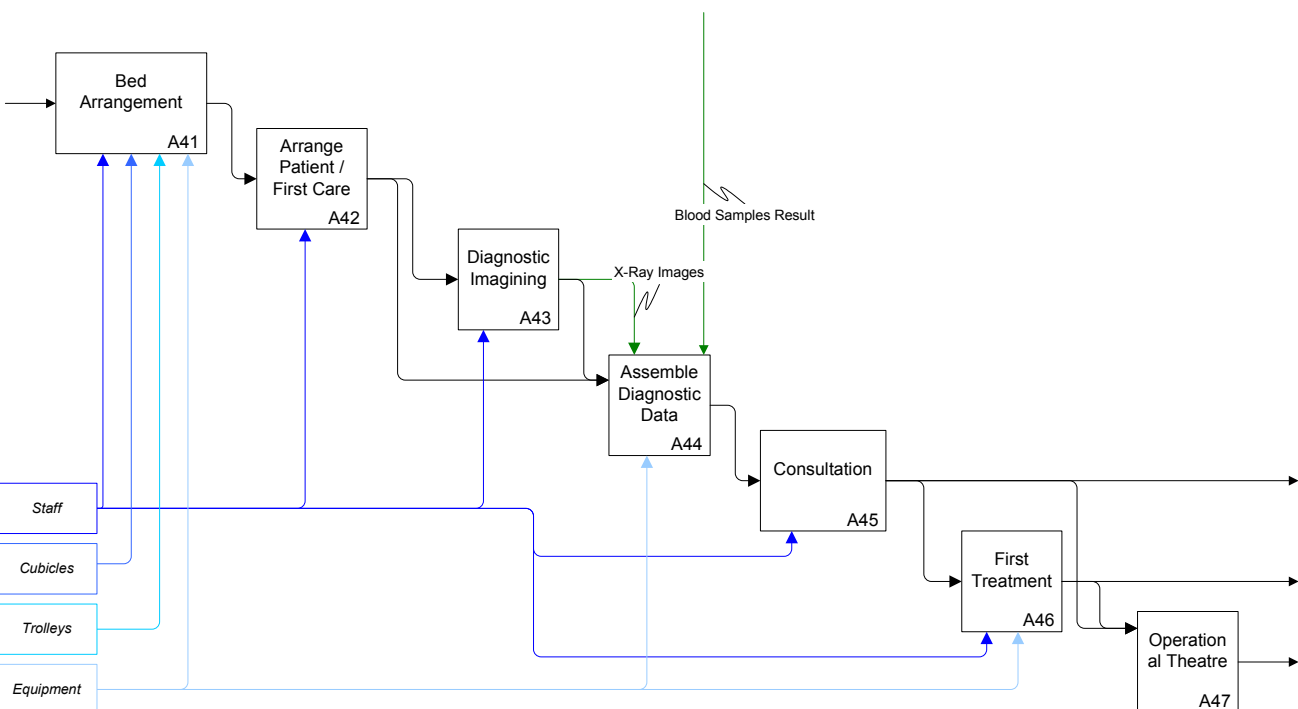 Bed
Arrangement
A41
Arrange
Patient /
First Care
A42
Blood Samples Result
Diagnostic
Imagining
A43
X-Ray Images
Assemble
Diagnostic
Data
A44
Consultation
A45
First
Treatment
A46
Operation
al Theatre
A47
Staff
Cubicles
Trolleys
Equipment